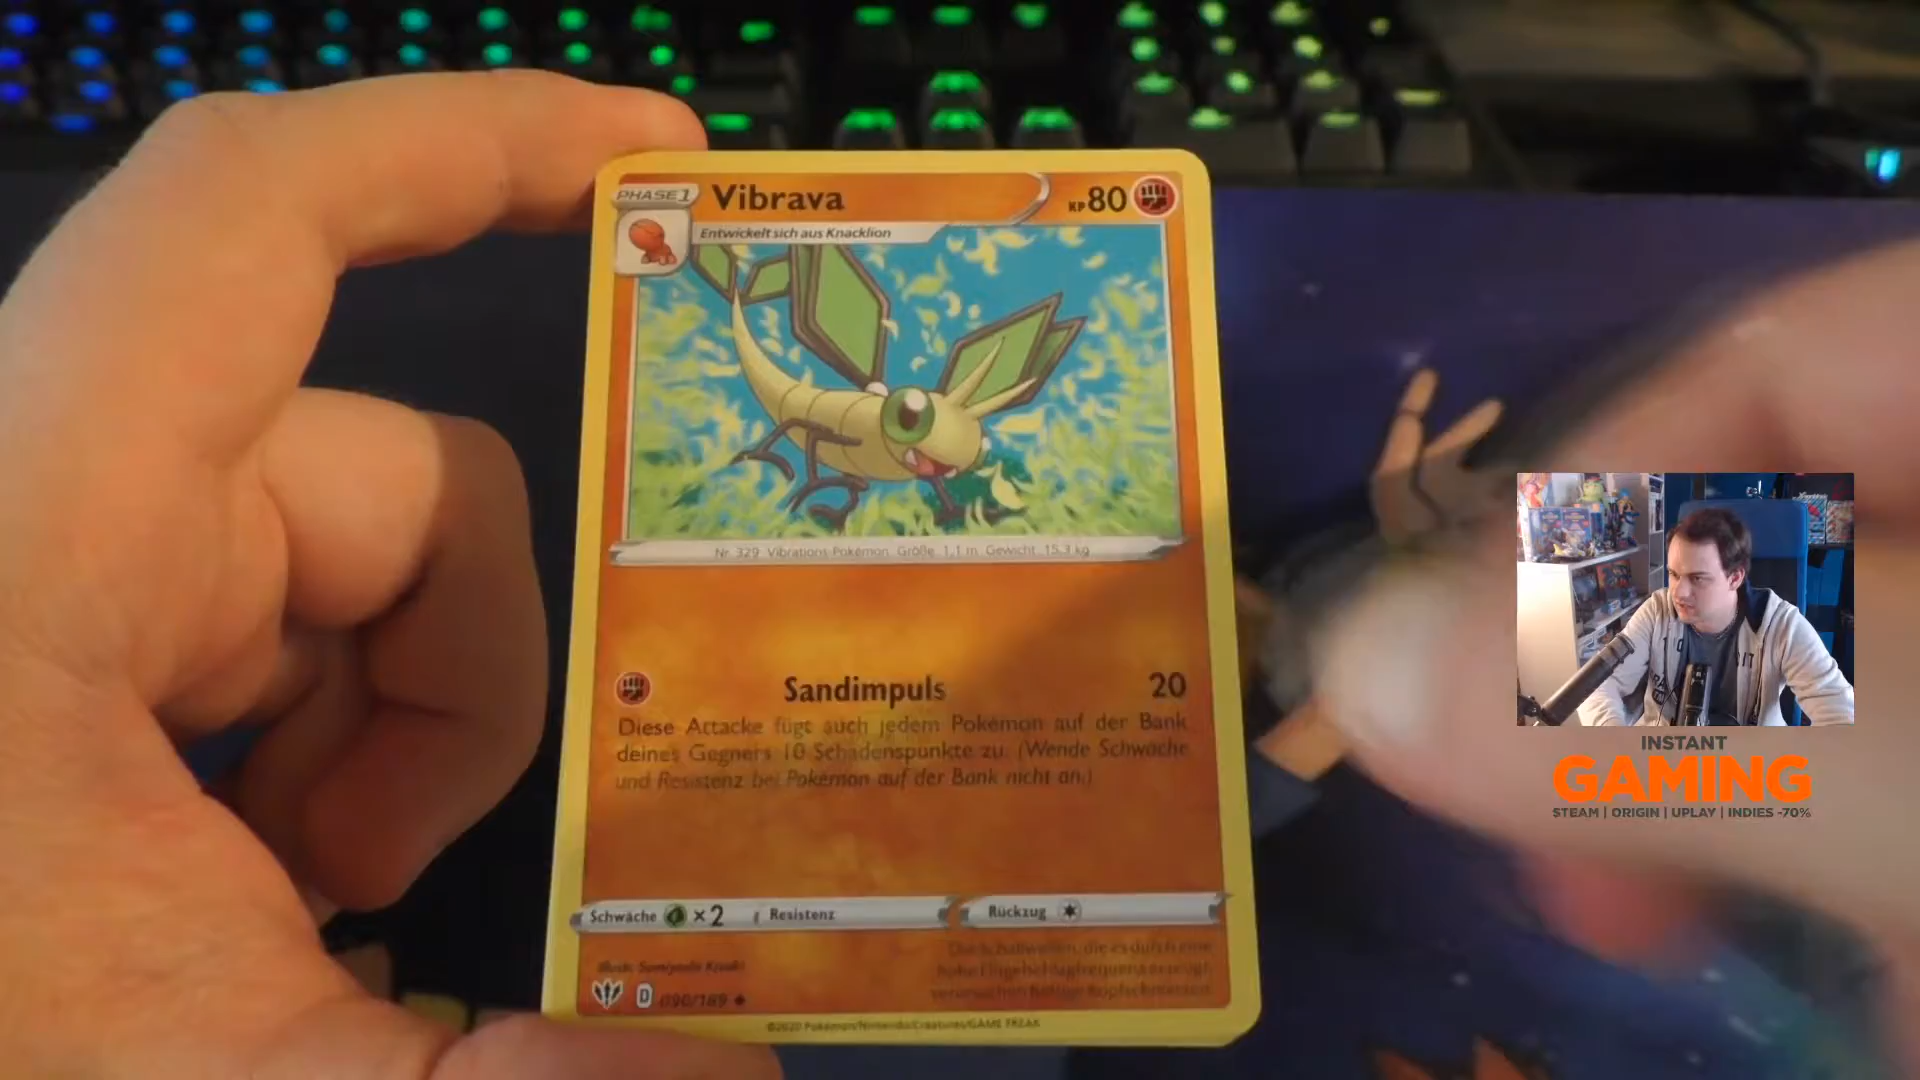 PHASE 1 Vibrava KP 80
Entwickelt sich aus Knacklion
Nr. 329 Vibrations-Pokémon Größe 1,1 m Gewicht 15,3 kg
Sandimpuls 20
Diese Attacke fügt auch jedem Pokémon auf der Bank
deines Gegners 10 Schadenspunkte zu. (Wende Schwäche
und Resistenz bei Pokémon auf der Bank nicht an.)
Schwäche ×2 Resistenz Rückzug
Illus.
D 090/189
©2020 Pokémon/Nintendo/Creatures/GAME FREAK
INSTANT
GAMING
STEAM | ORIGIN | UPLAY | INDIES -70%